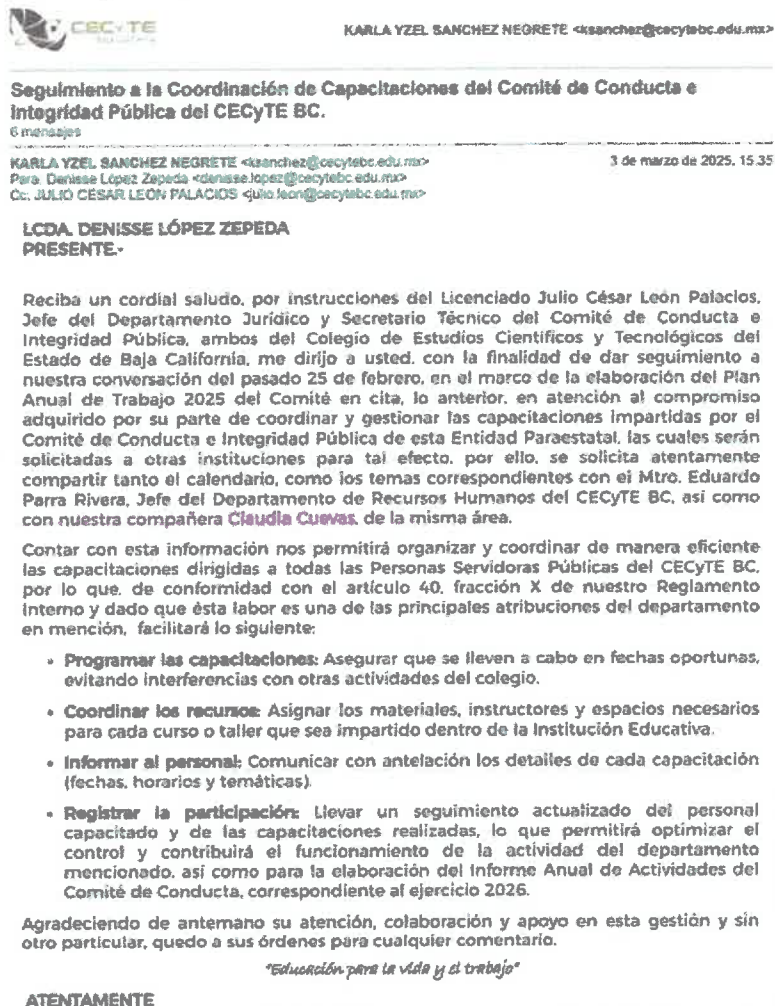 CECyTE
KARLA YZEL SANCHEZ NEGRETE <ksanchez@cecytebc.edu.mx>
Seguimiento a la Coordinación de Capacitaciones del Comité de Conducta e
Integridad Pública del CECyTE BC.
6 mensajes
KARLA YZEL SANCHEZ NEGRETE <ksanchez@cecytebc.edu.mx>
3 de marzo de 2025, 15:35
Para: Denisse López Zepeda <denisse.lopez@cecytebc.edu.mx>
Cc: JULIO CESAR LEON PALACIOS <julio.leon@cecytebc.edu.mx>
LCDA. DENISSE LÓPEZ ZEPEDA
PRESENTE.-
Reciba un cordial saludo, por instrucciones del Licenciado Julio César León Palacios,
Jefe del Departamento Jurídico y Secretario Técnico del Comité de Conducta e
Integridad Pública, ambos del Colegio de Estudios Científicos y Tecnológicos del
Estado de Baja California, me dirijo a usted, con la finalidad de dar seguimiento a
nuestra conversación del pasado 25 de febrero, en el marco de la elaboración del Plan
Anual de Trabajo 2025 del Comité en cita, lo anterior, en atención al compromiso
adquirido por su parte de coordinar y gestionar las capacitaciones impartidas por el
Comité de Conducta e Integridad Pública de esta Entidad Paraestatal, las cuales serán
solicitadas a otras instituciones para tal efecto, por ello, se solicita atentamente
compartir tanto el calendario, como los temas correspondientes con el Mtro. Eduardo
Parra Rivera, Jefe del Departamento de Recursos Humanos del CECyTE BC, así como
con nuestra compañera Claudia Cuevas, de la misma área.
Contar con esta información nos permitirá organizar y coordinar de manera eficiente
las capacitaciones dirigidas a todas las Personas Servidoras Públicas del CECyTE BC,
por lo que, de conformidad con el artículo 40, fracción X de nuestro Reglamento
Interno y dado que ésta labor es una de las principales atribuciones del departamento
en mención, facilitará lo siguiente:
• Programar las capacitaciones: Asegurar que se lleven a cabo en fechas oportunas,
evitando interferencias con otras actividades del colegio.
• Coordinar los recursos: Asignar los materiales, instructores y espacios necesarios
para cada curso o taller que sea impartido dentro de la Institución Educativa.
• Informar al personal: Comunicar con antelación los detalles de cada capacitación
(fechas, horarios y temáticas).
• Registrar la participación: Llevar un seguimiento actualizado del personal
capacitado y de las capacitaciones realizadas, lo que permitirá optimizar el
control y contribuirá el funcionamiento de la actividad del departamento
mencionado, así como para la elaboración del Informe Anual de Actividades del
Comité de Conducta, correspondiente al ejercicio 2026.
Agradeciendo de antemano su atención, colaboración y apoyo en esta gestión y sin
otro particular, quedo a sus órdenes para cualquier comentario.
"Educación para la vida y el trabajo"
ATENTAMENTE